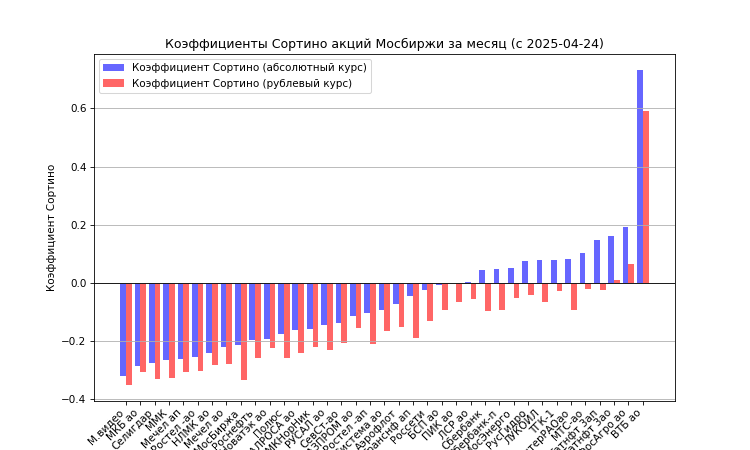 Коэффициенты Сортино акций Мосбиржи за месяц (с 2025-04-24)
Коэффициент Сортино (абсолютный курс)
Коэффициент Сортино (рублевый курс)
Коэффициент Сортино
0.6
0.4
0.2
0.0
−0.2
−0.4
М.видео
МКБ ао
Селигдар
ММК
Мечел ап
Ростел -ао
НЛМК ао
Мечел ао
МосБиржа
Роснефть
Новатэк ао
Полюс
АЛРОСА ао
ГМКНорНик
РУСАЛ ао
СевСт-ао
ГАЗПРОМ ао
Ростел -ап
Система ао
Аэрофлот
Транснф ап
Россети
БСП ао
ПИК ао
ЛСР ао
Сбербанк
Сбербанк-п
МосЭнерго
РусГидро
ЛУКОЙЛ
ТГК-1
ИнтерРАОао
МТС-ао
Татнфт 3ап
Татнфт 3ао
РосАгро ао
ВТБ ао